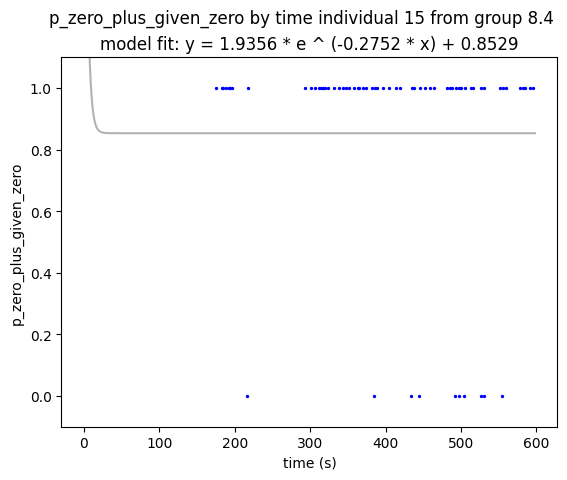 p_zero_plus_given_zero by time individual 15 from group 8.4
model fit: y = 1.9356 * e ^ (-0.2752 * x) + 0.8529
1.0
0.8
0.6
0.4
0.2
0.0
p_zero_plus_given_zero
0 100 200 300 400 500 600
time (s)